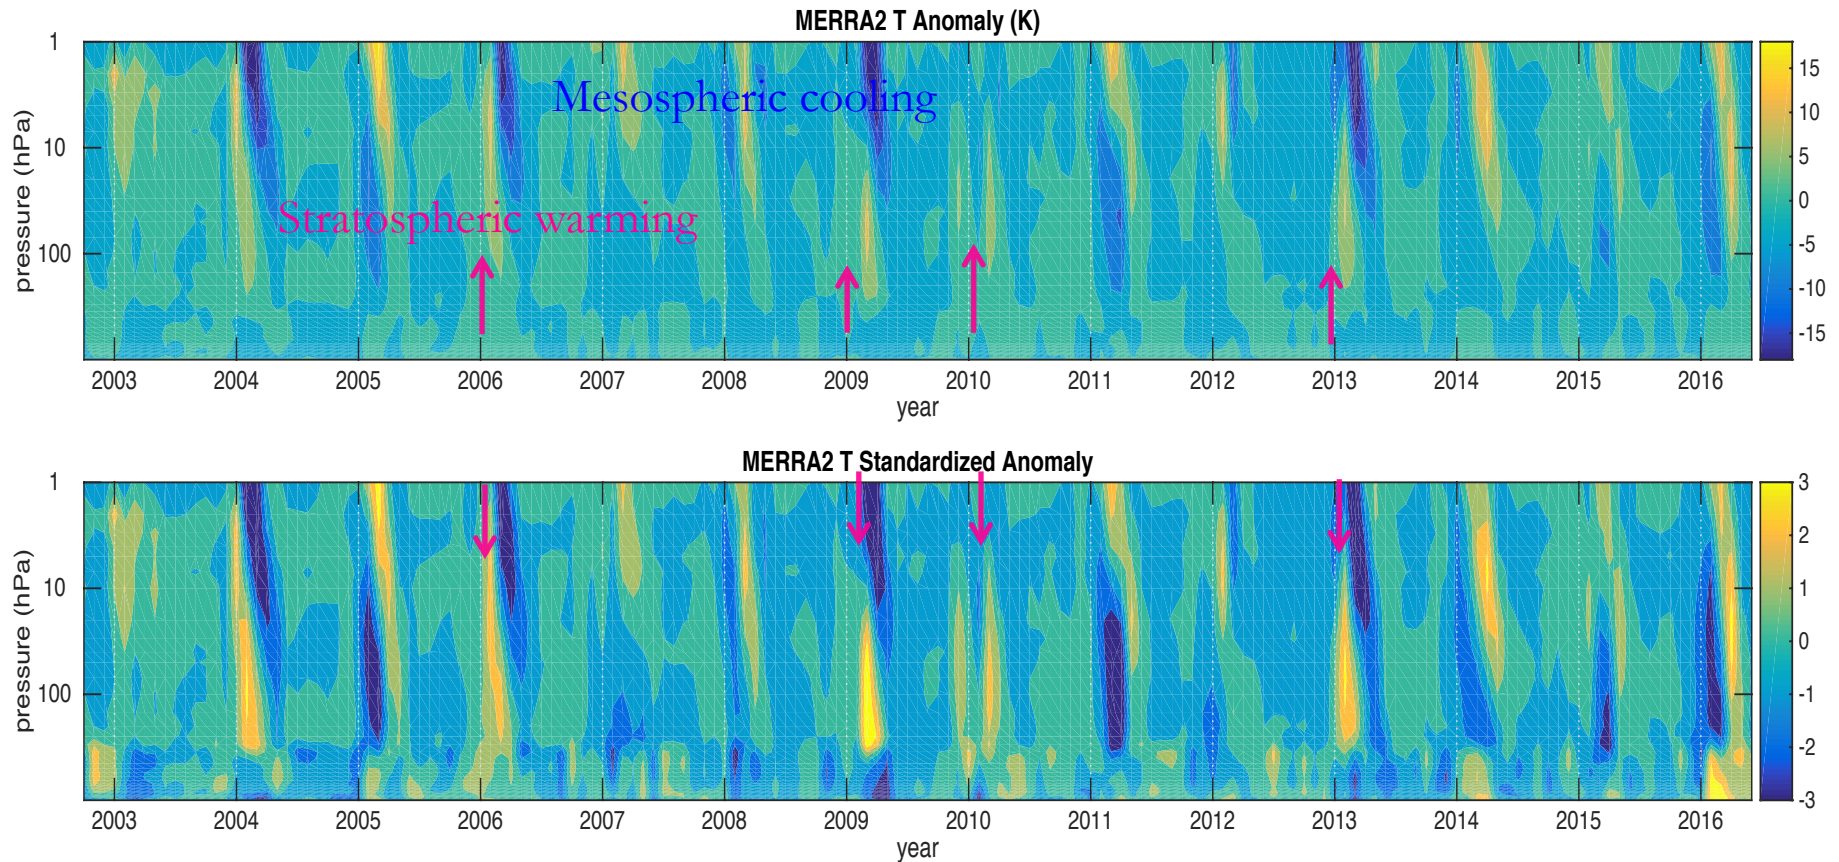 MERRA2 T Anomaly (K)
1
10
100
pressure (hPa)
Mesospheric cooling
Stratospheric warming
15
10
5
0
-5
-10
-15
2003 2004 2005 2006 2007 2008 2009 2010 2011 2012 2013 2014 2015 2016
year
MERRA2 T Standardized Anomaly
1
10
100
pressure (hPa)
3
2
1
0
-1
-2
-3
2003 2004 2005 2006 2007 2008 2009 2010 2011 2012 2013 2014 2015 2016
year